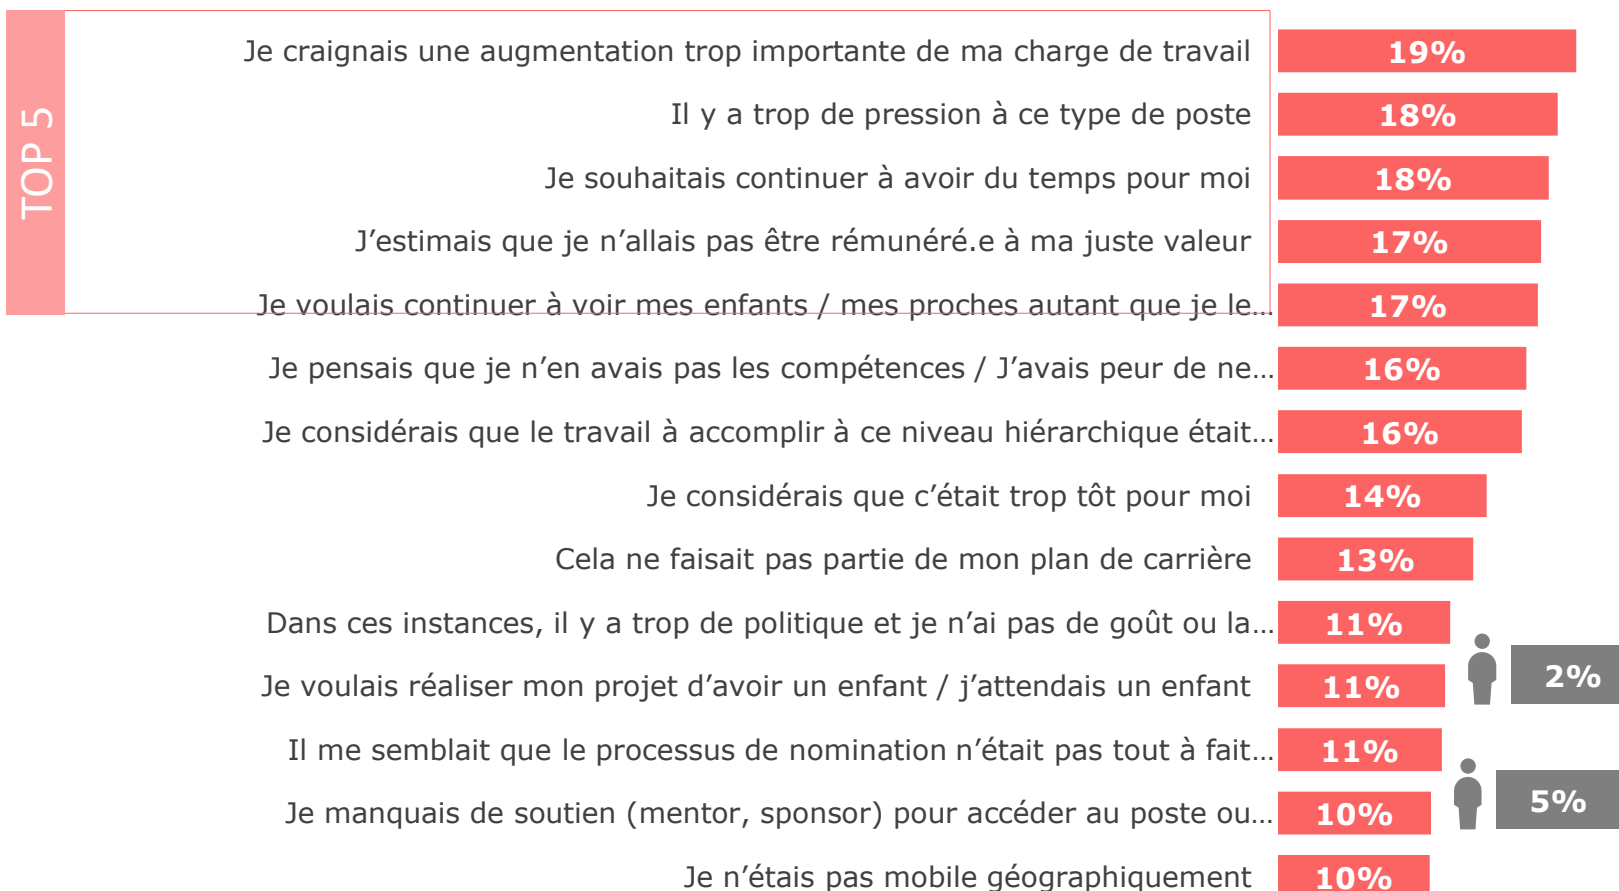 TOP 5
Je craignais une augmentation trop importante de ma charge de travail 19%
Il y a trop de pression à ce type de poste 18%
Je souhaitais continuer à avoir du temps pour moi 18%
J’estimais que je n’allais pas être rémunéré.e à ma juste valeur 17%
Je voulais continuer à voir mes enfants / mes proches autant que je le… 17%
Je pensais que je n’en avais pas les compétences / J’avais peur de ne… 16%
Je considérais que le travail à accomplir à ce niveau hiérarchique était… 16%
Je considérais que c’était trop tôt pour moi 14%
Cela ne faisait pas partie de mon plan de carrière 13%
Dans ces instances, il y a trop de politique et je n’ai pas de goût ou la… 11%
Je voulais réaliser mon projet d’avoir un enfant / j’attendais un enfant 11% 2%
Il me semblait que le processus de nomination n’était pas tout à fait… 11%
Je manquais de soutien (mentor, sponsor) pour accéder au poste ou… 10% 5%
Je n’étais pas mobile géographiquement 10%